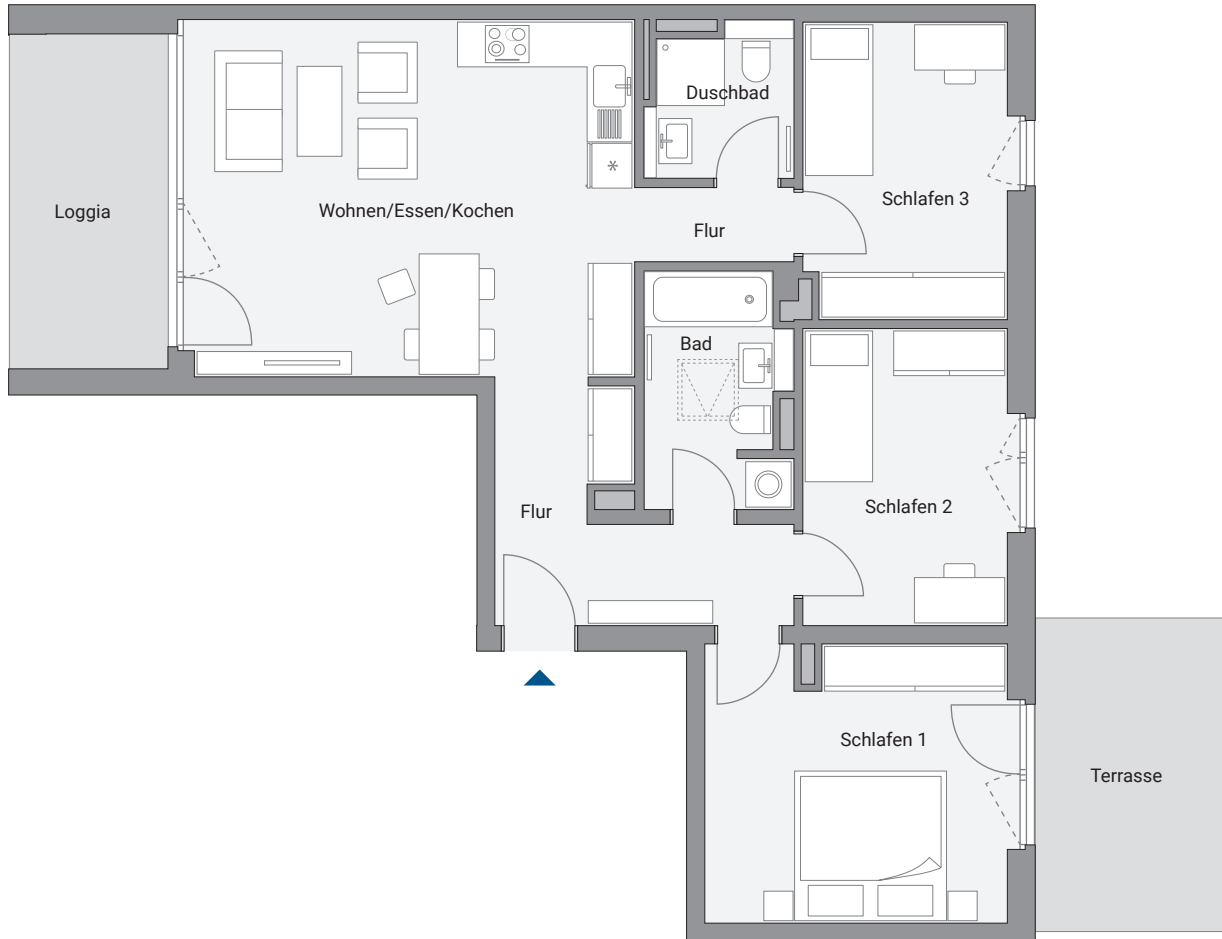 Duschbad
Schlafen 3
Loggia
Wohnen/Essen/Kochen
Flur
Bad
Schlafen 2
Flur
Schlafen 1
Terrasse